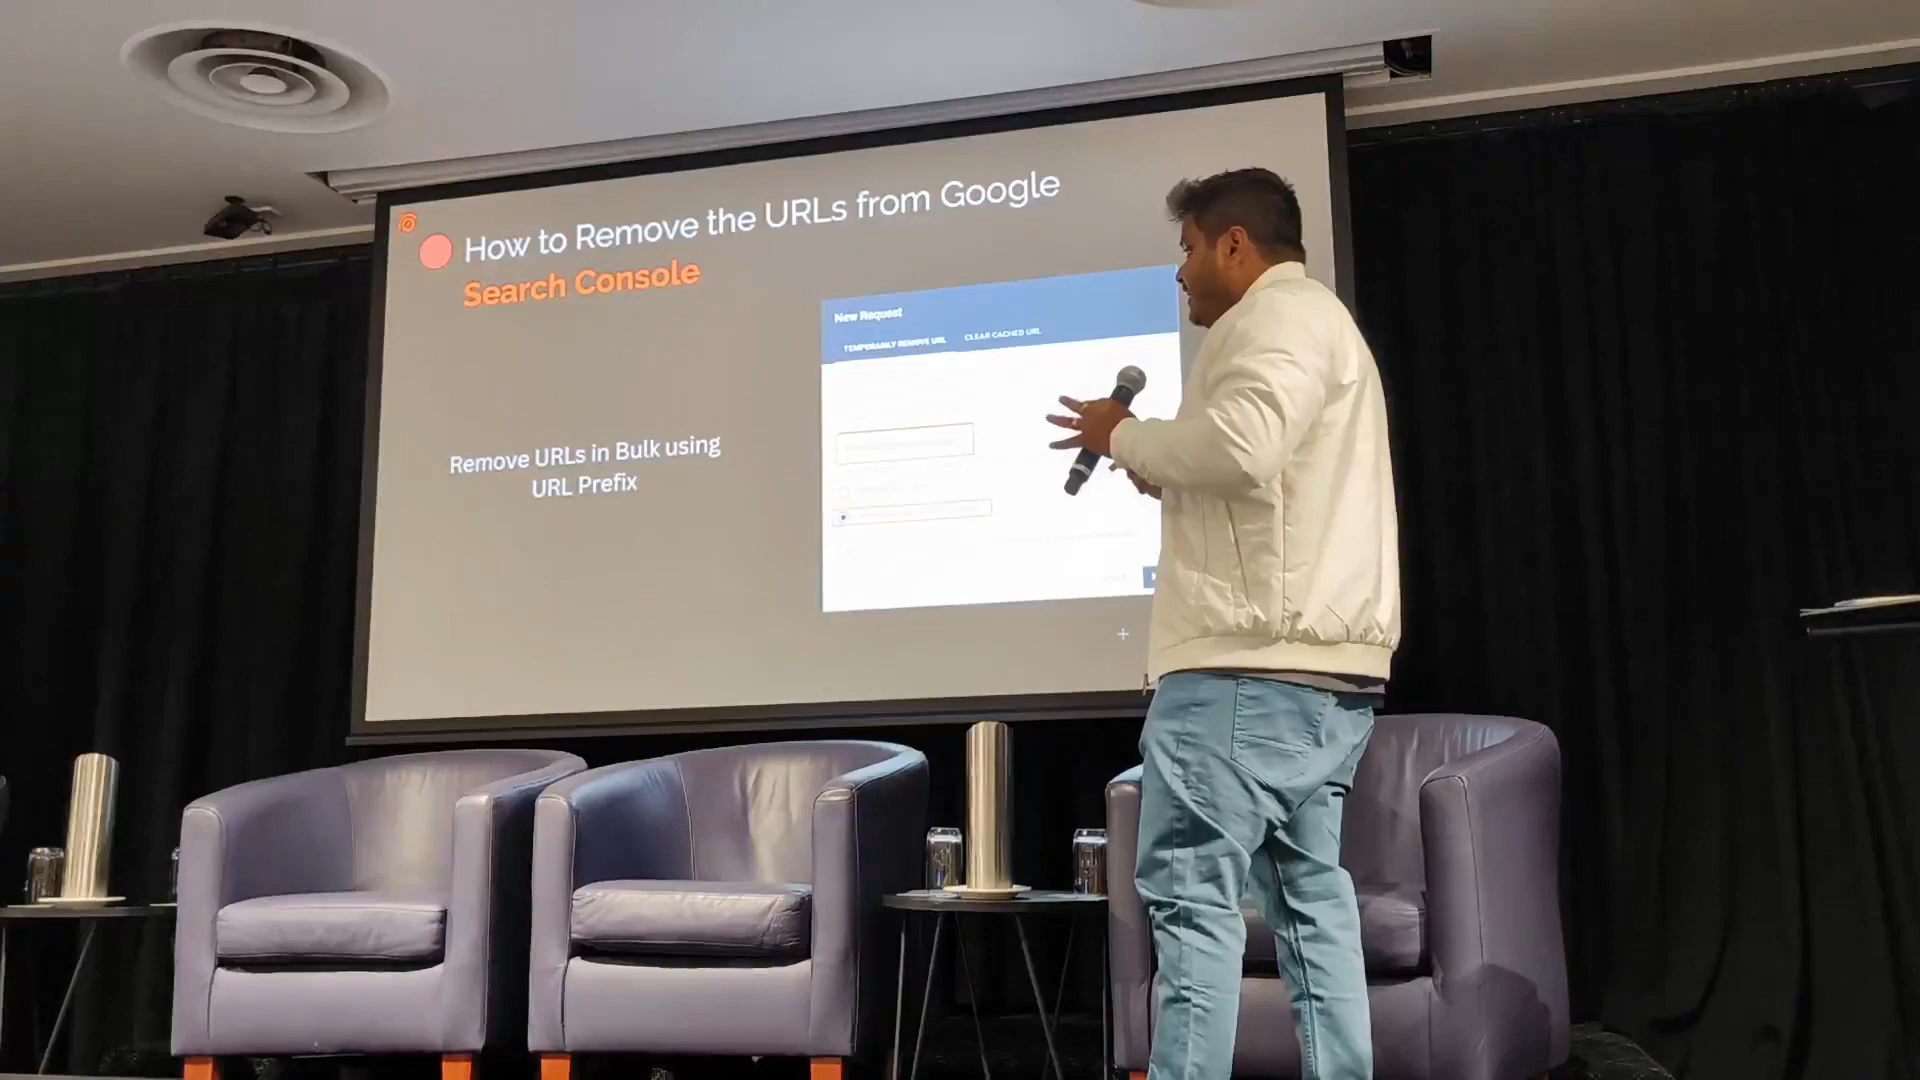 How to Remove the URLs from Google
Search Console
New Request
TEMPORARILY REMOVE URL CLEAR CACHED URL
Remove URLs in Bulk using
URL Prefix